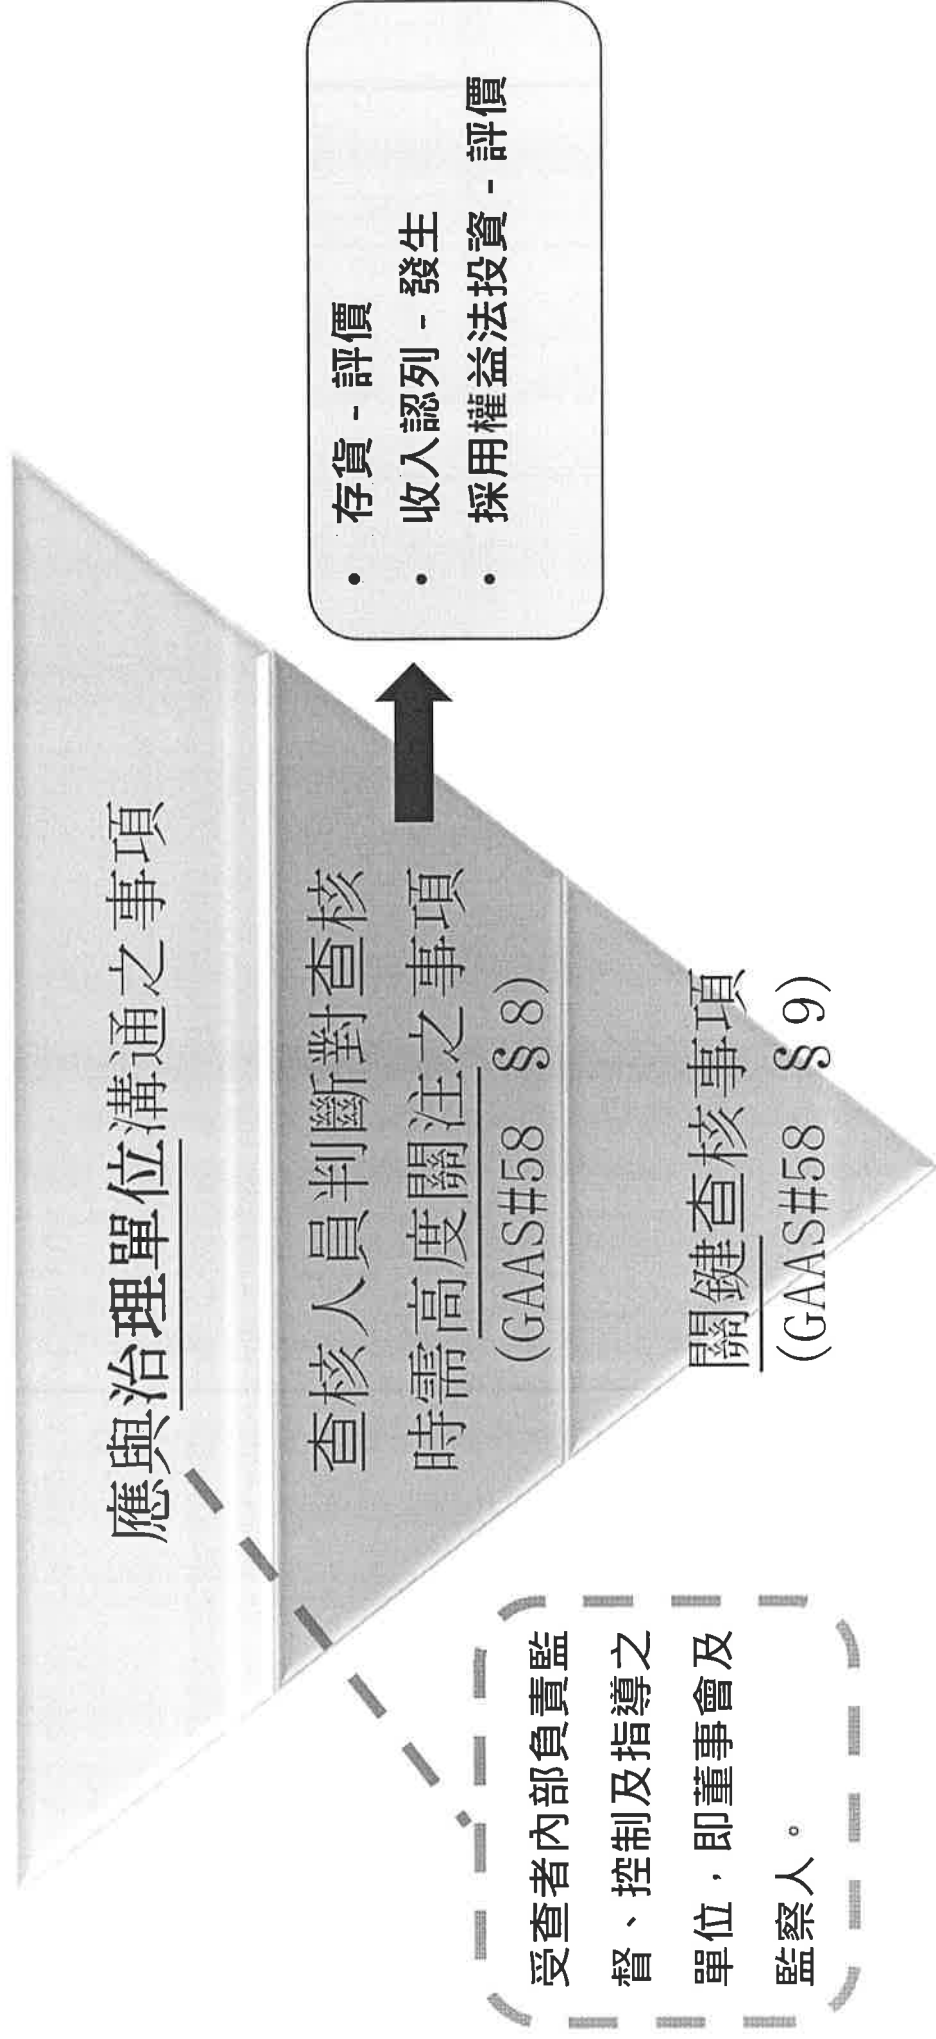 應與治理單位溝通之事項
查核人員判斷對查核
時需高度關注之事項
(GAAS#58 §8)
關鍵查核事項
(GAAS#58 §9)
• 存貨 - 評價
• 收入認列 - 發生
• 採用權益法投資 - 評價
受查者內部負責監
督、控制及指導之
單位，即董事會及
監察人。